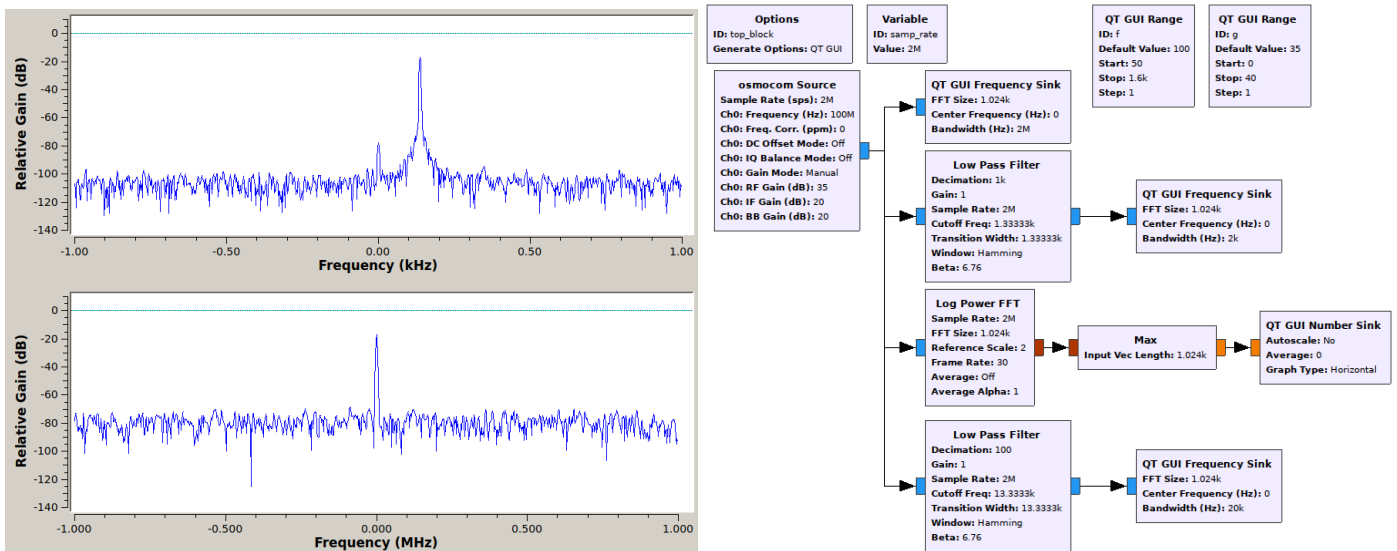 0
-20
-40
-60
-80
-100
-120
-140
Relative Gain (dB)
-1.00
-0.50
0.00
0.50
1.00
Frequency (kHz)
0
-20
-40
-60
-80
-100
-120
-140
Relative Gain (dB)
-1.000
-0.500
0.000
0.500
1.000
Frequency (MHz)
Options
ID: top_block
Generate Options: QT GUI
Variable
ID: samp_rate
Value: 2M
QT GUI Range
ID: f
Default Value: 100
Start: 50
Stop: 1.6k
Step: 1
QT GUI Range
ID: g
Default Value: 35
Start: 0
Stop: 40
Step: 1
osmocom Source
Sample Rate (sps): 2M
Ch0: Frequency (Hz): 100M
Ch0: Freq. Corr. (ppm): 0
Ch0: DC Offset Mode: Off
Ch0: IQ Balance Mode: Off
Ch0: Gain Mode: Manual
Ch0: RF Gain (dB): 35
Ch0: IF Gain (dB): 20
Ch0: BB Gain (dB): 20
QT GUI Frequency Sink
FFT Size: 1.024k
Center Frequency (Hz): 0
Bandwidth (Hz): 2M
Low Pass Filter
Decimation: 1k
Gain: 1
Sample Rate: 2M
Cutoff Freq: 1.33333k
Transition Width: 1.33333k
Window: Hamming
Beta: 6.76
QT GUI Frequency Sink
FFT Size: 1.024k
Center Frequency (Hz): 0
Bandwidth (Hz): 2k
Log Power FFT
Sample Rate: 2M
FFT Size: 1.024k
Reference Scale: 2
Frame Rate: 30
Average: Off
Average Alpha: 1
Max
Input Vec Length: 1.024k
QT GUI Number Sink
Autoscale: No
Average: 0
Graph Type: Horizontal
Low Pass Filter
Decimation: 100
Gain: 1
Sample Rate: 2M
Cutoff Freq: 13.3333k
Transition Width: 13.3333k
Window: Hamming
Beta: 6.76
QT GUI Frequency Sink
FFT Size: 1.024k
Center Frequency (Hz): 0
Bandwidth (Hz): 20k